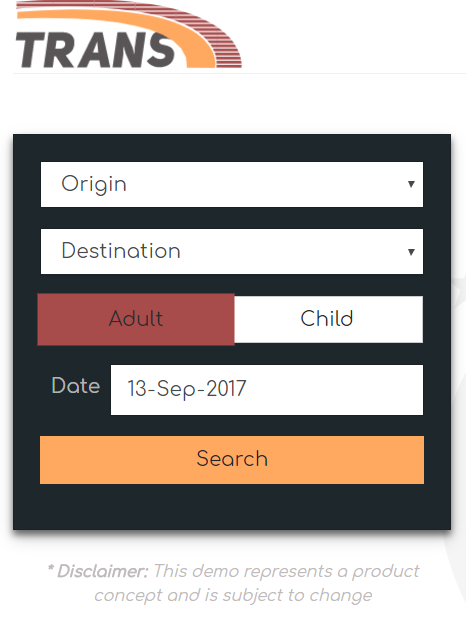 TRANS
Origin
Destination
Adult Child
Date 13-Sep-2017
Search
* Disclaimer: This demo represents a product
concept and is subject to change